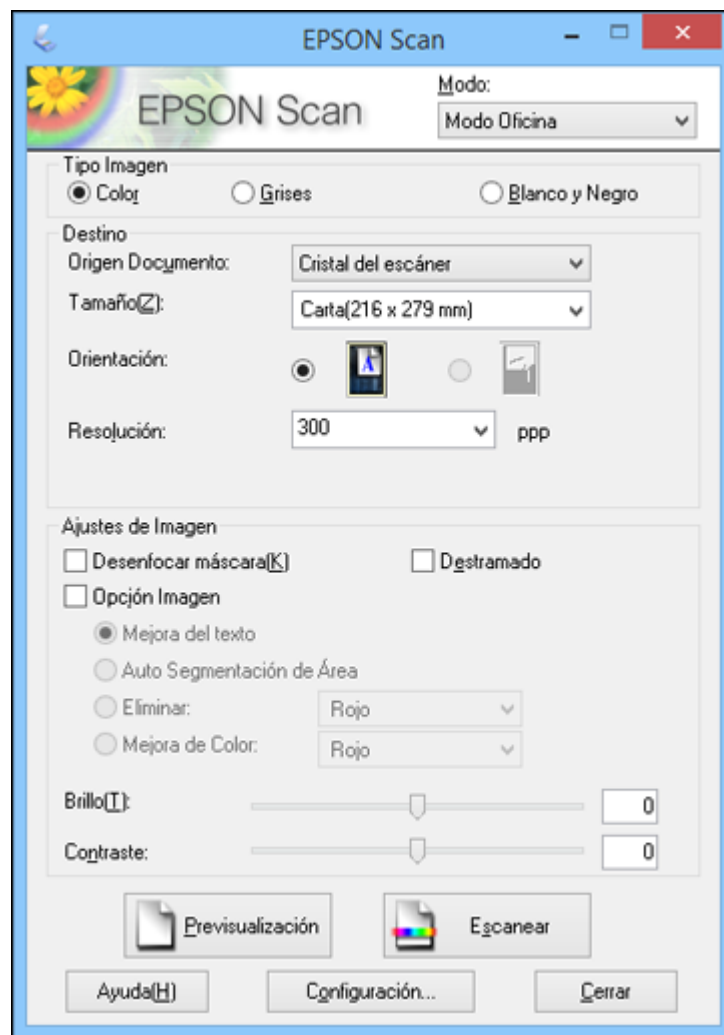 EPSON Scan
EPSON Scan
Modo:
Modo Oficina
Tipo Imagen
Color Grises Blanco y Negro
Destino
Origen Documento: Cristal del escáner
Tamaño(Z): Carta(216 x 279 mm)
Orientación: A
Resolución: 300 ppp
Ajustes de Imagen
Desenfocar máscara(K) Destramado
Opción Imagen
Mejora del texto
Auto Segmentación de Área
Eliminar: Rojo
Mejora de Color: Rojo
Brillo(T): 0
Contraste: 0
Previsualización Escanear
Ayuda(H) Configuración... Cerrar